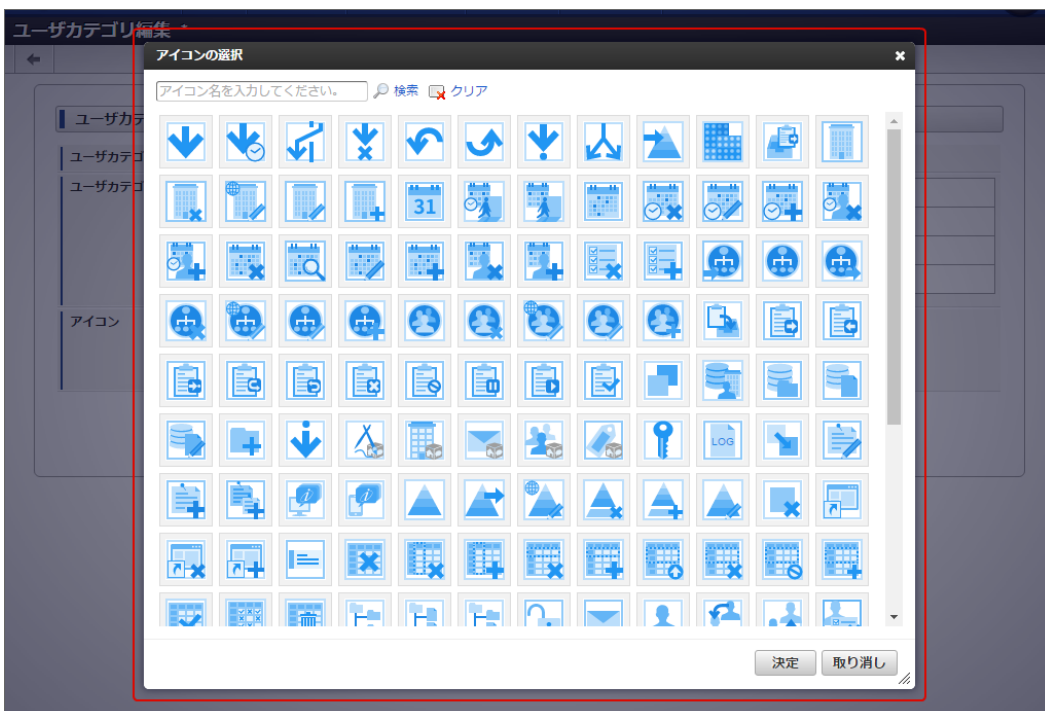 ユーザカテゴリ編集 *
アイコンの選択
アイコン名を入力してください。 検索 クリア
ユーザカテ
ユーザカテゴ
ユーザカテゴ
アイコン
31
LOG
決定 取り消し